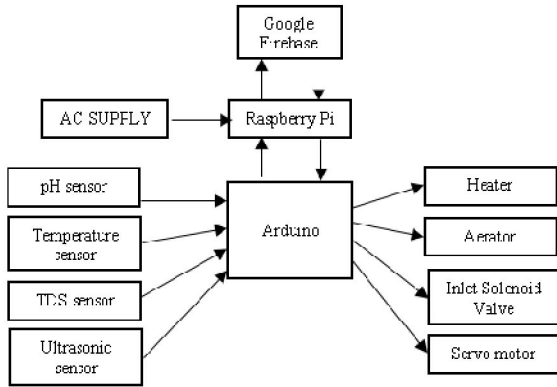 Google
Firebase
AC SUPPLY
Raspberry Pi
pH sensor
Temperature
sensor
TDS sensor
Ultrasonic
sensor
Arduino
Heater
Aerator
Inlet Solenoid
Valve
Servo motor